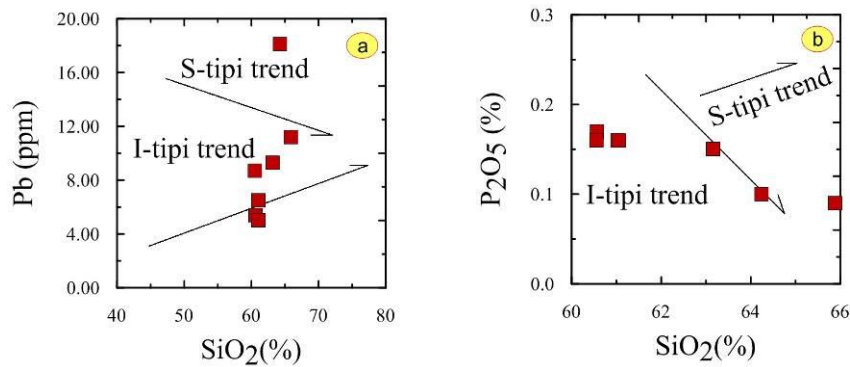 20.00
16.00
12.00
8.00
4.00
0.00
40 50 60 70 80
Pb (ppm)
SiO2(%)
S-tipi trend
I-tipi trend
a
0.3
0.2
0.1
0.0
60 62 64 66
P2O5 (%)
SiO2(%)
S-tipi trend
I-tipi trend
b